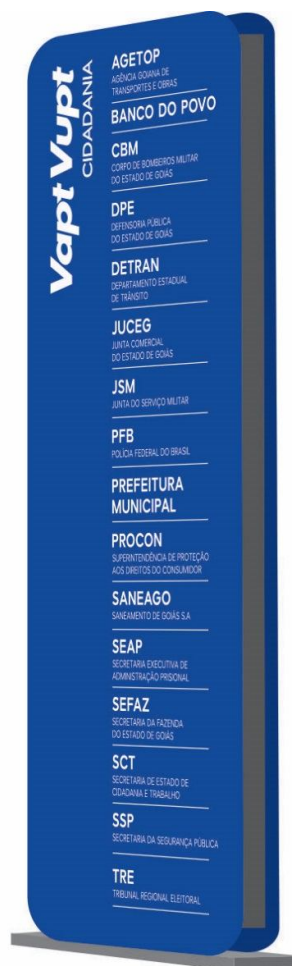 Vapt Vupt
CIDADANIA
AGETOP
AGÊNCIA GOIANA DE
TRANSPORTES E OBRAS
BANCO DO POVO
CBM
CORPO DE BOMBEIROS MILITAR
DO ESTADO DE GOIÁS
DPE
DEFENSORIA PÚBLICA
DO ESTADO DE GOIÁS
DETRAN
DEPARTAMENTO ESTADUAL
DE TRÂNSITO
JUCEG
JUNTA COMERCIAL
DO ESTADO DE GOIÁS
JSM
JUNTA DO SERVIÇO MILITAR
PFB
POLÍCIA FEDERAL DO BRASIL
PREFEITURA
MUNICIPAL
PROCON
SUPERINTENDÊNCIA DE PROTEÇÃO
AOS DIREITOS DO CONSUMIDOR
SANEAGO
SANEAMENTO DE GOIÁS S.A
SEAP
SECRETARIA EXECUTIVA DE
ADMINISTRAÇÃO PRISIONAL
SEFAZ
SECRETARIA DA FAZENDA
DO ESTADO DE GOIÁS
SCT
SECRETARIA DE ESTADO DE
CIDADANIA E TRABALHO
SSP
SECRETARIA DA SEGURANÇA PÚBLICA
TRE
TRIBUNAL REGIONAL ELEITORAL